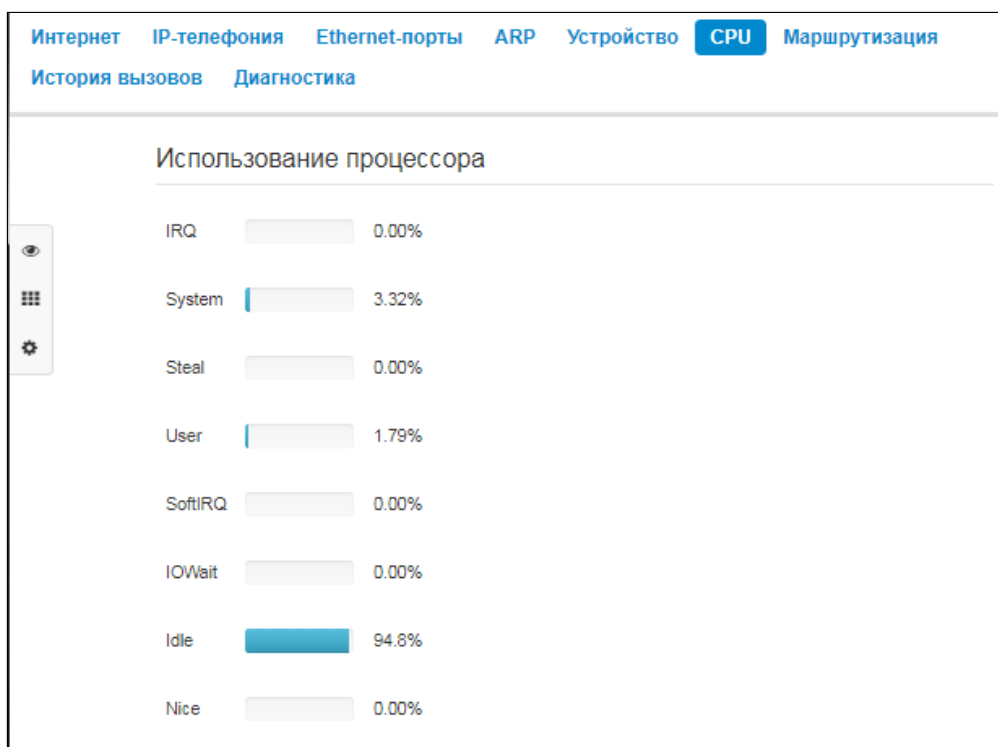 Интернет IP-телефония Ethernet-порты ARP Устройство CPU Маршрутизация
История вызовов Диагностика
Использование процессора
IRQ 0.00%
System 3.32%
Steal 0.00%
User 1.79%
SoftIRQ 0.00%
IOWait 0.00%
Idle 94.8%
Nice 0.00%